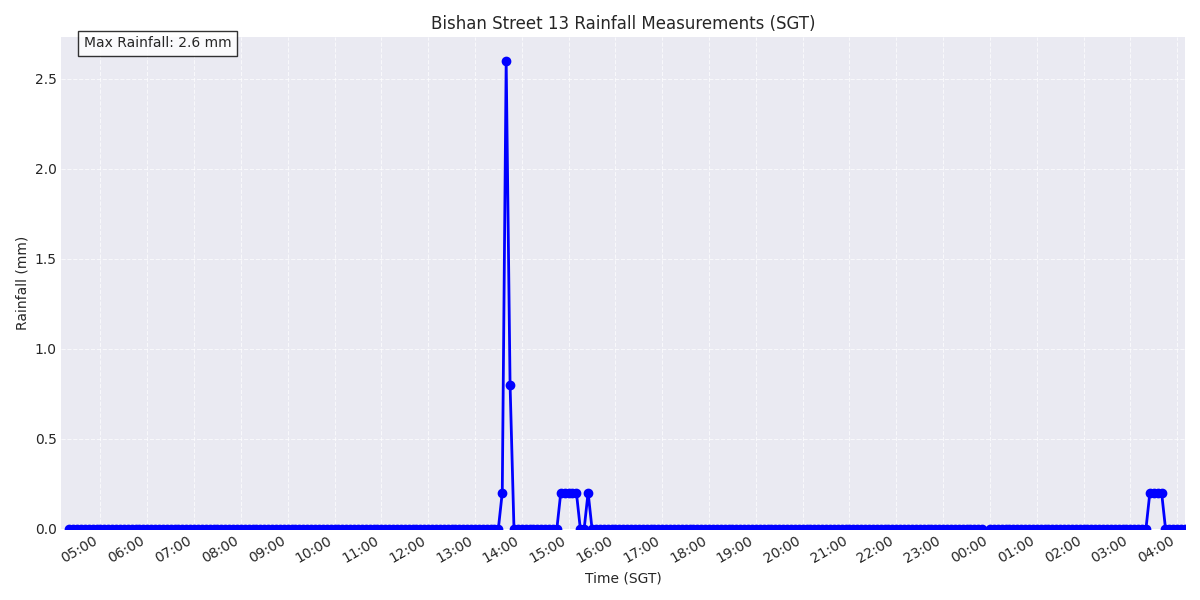 Bishan Street 13 Rainfall Measurements (SGT)
Max Rainfall: 2.6 mm
2.5
2.0
1.5
1.0
0.5
0.0
Rainfall (mm)
05:00 06:00 07:00 08:00 09:00 10:00 11:00 12:00 13:00 14:00 15:00 16:00 17:00 18:00 19:00 20:00 21:00 22:00 23:00 00:00 01:00 02:00 03:00 04:00
Time (SGT)